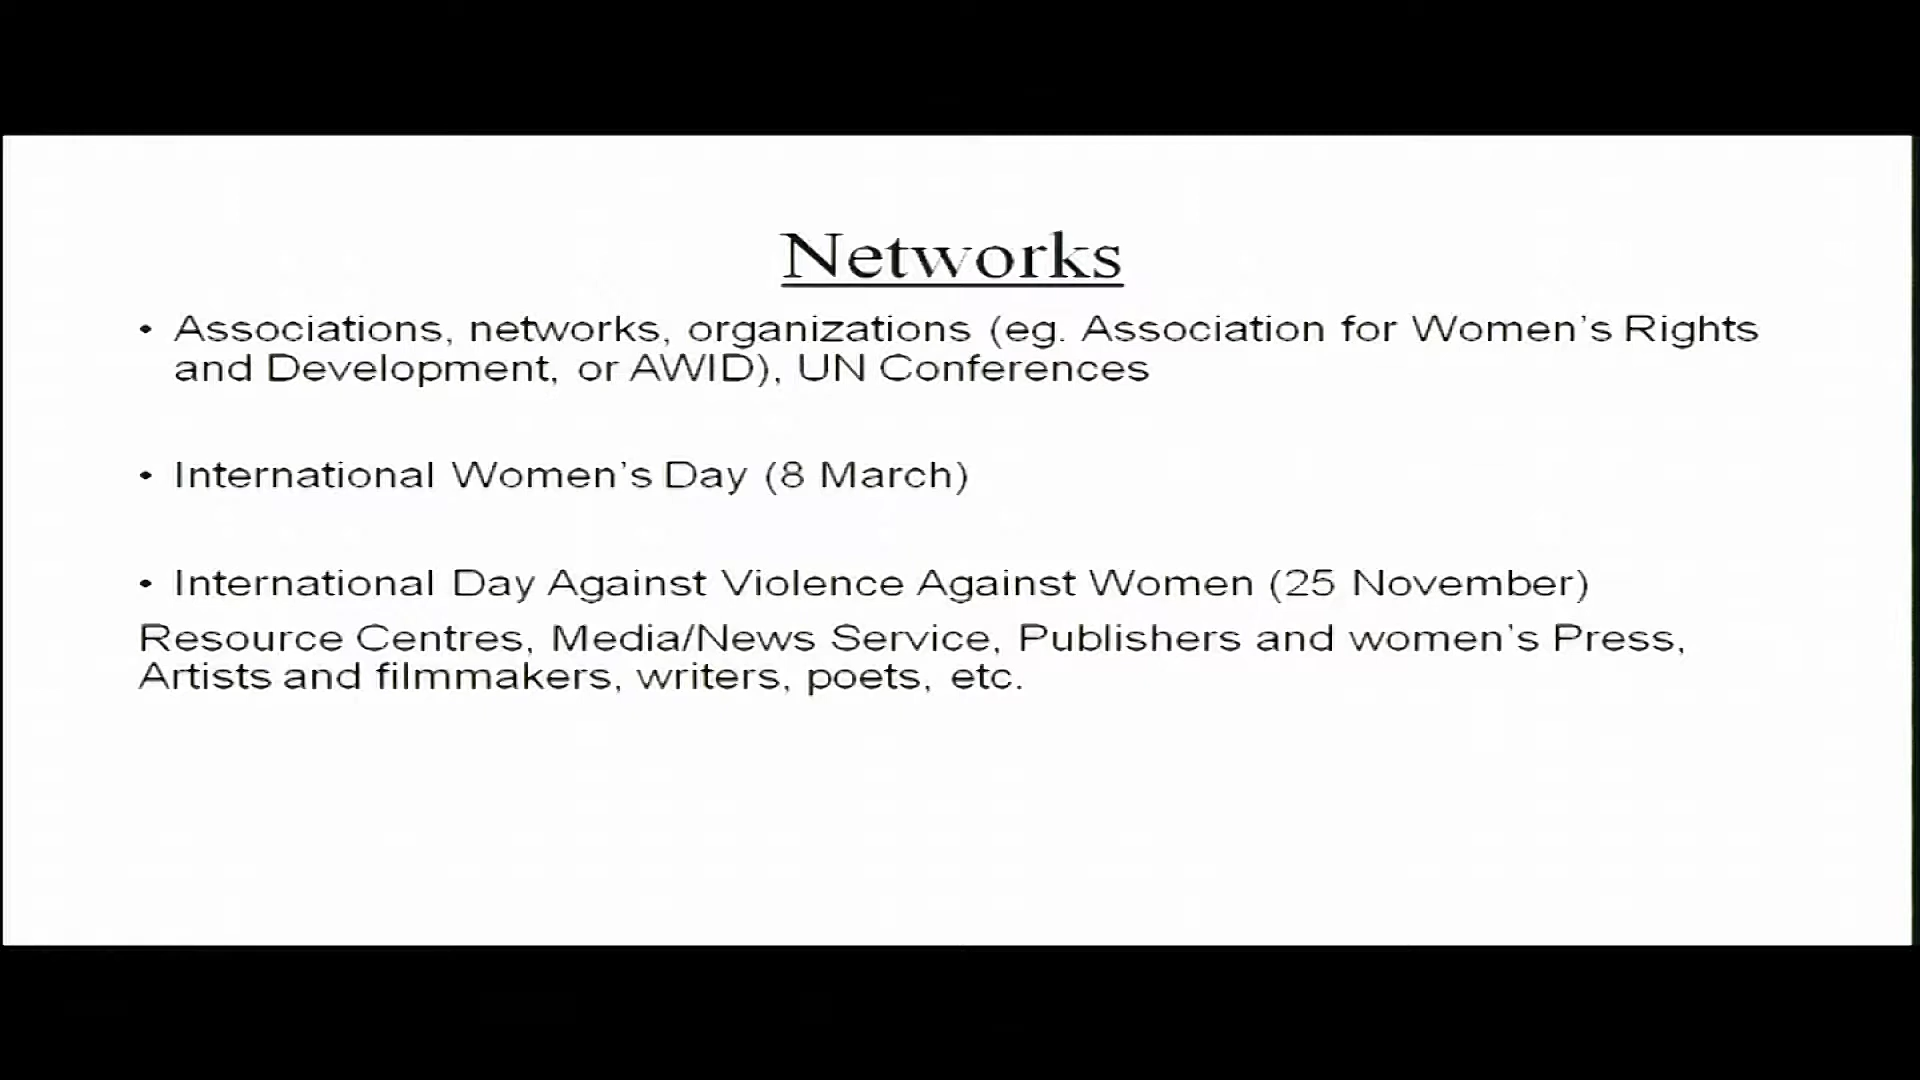 Networks
• Associations, networks, organizations (eg. Association for Women's Rights
and Development, or AWID), UN Conferences
• International Women's Day (8 March)
• International Day Against Violence Against Women (25 November)
Resource Centres, Media/News Service, Publishers and women's Press,
Artists and filmmakers, writers, poets, etc.